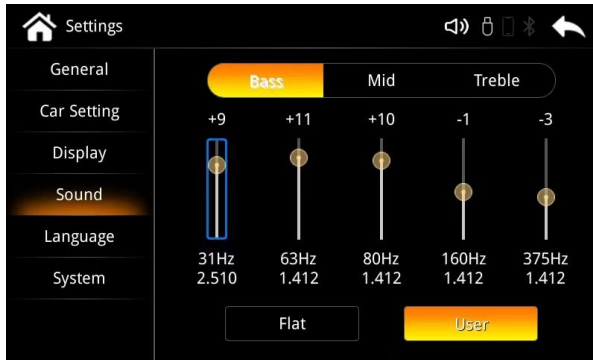 Settings
General
Car Setting
Display
Sound
Language
System
Bass Mid Treble
+9 +11 +10 -1 -3
31Hz 63Hz 80Hz 160Hz 375Hz
2.510 1.412 1.412 1.412 1.412
Flat User